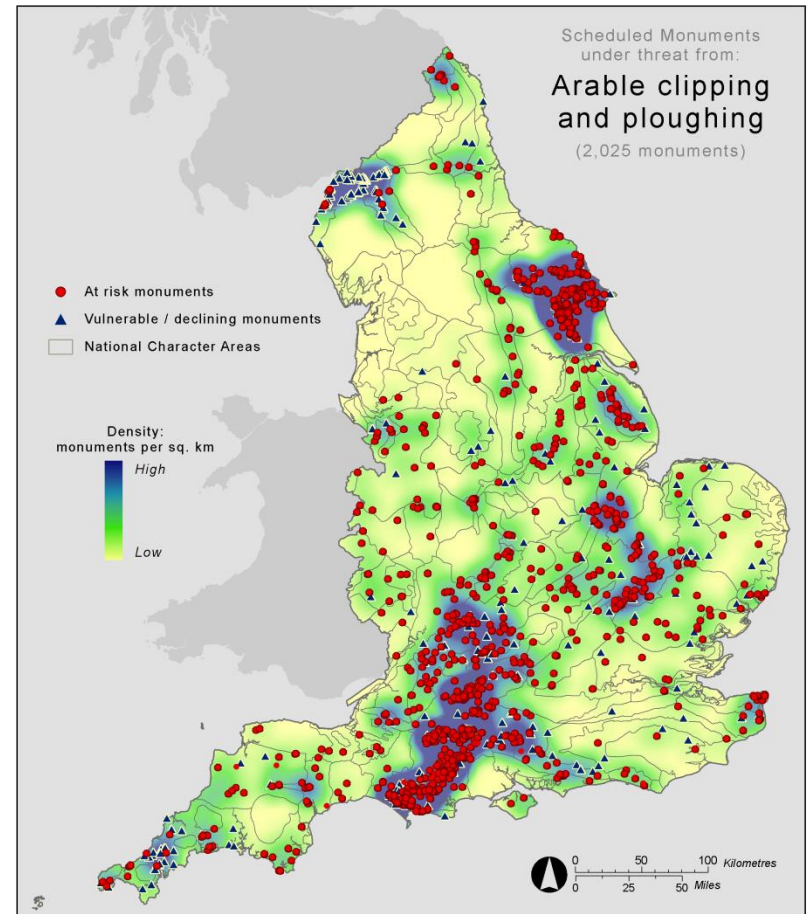 Scheduled Monuments
under threat from:
Arable clipping
and ploughing
(2,025 monuments)
At risk monuments
Vulnerable / declining monuments
National Character Areas
Density:
monuments per sq. km
High
Low
0 50 100 Kilometres
0 25 50 Miles